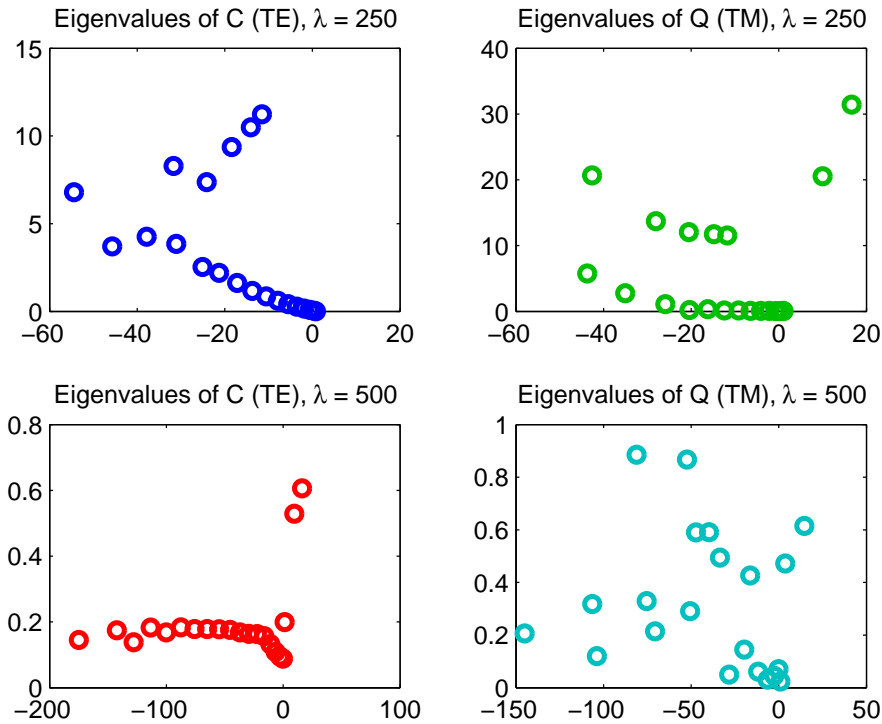 Eigenvalues of C (TE), λ = 250
15
10
5
0
−60 −40 −20 0 20
Eigenvalues of Q (TM), λ = 250
40
30
20
10
0
−60 −40 −20 0 20
Eigenvalues of C (TE), λ = 500
0.8
0.6
0.4
0.2
0
−200 −100 0 100
Eigenvalues of Q (TM), λ = 500
1
0.8
0.6
0.4
0.2
0
−150 −100 −50 0 50